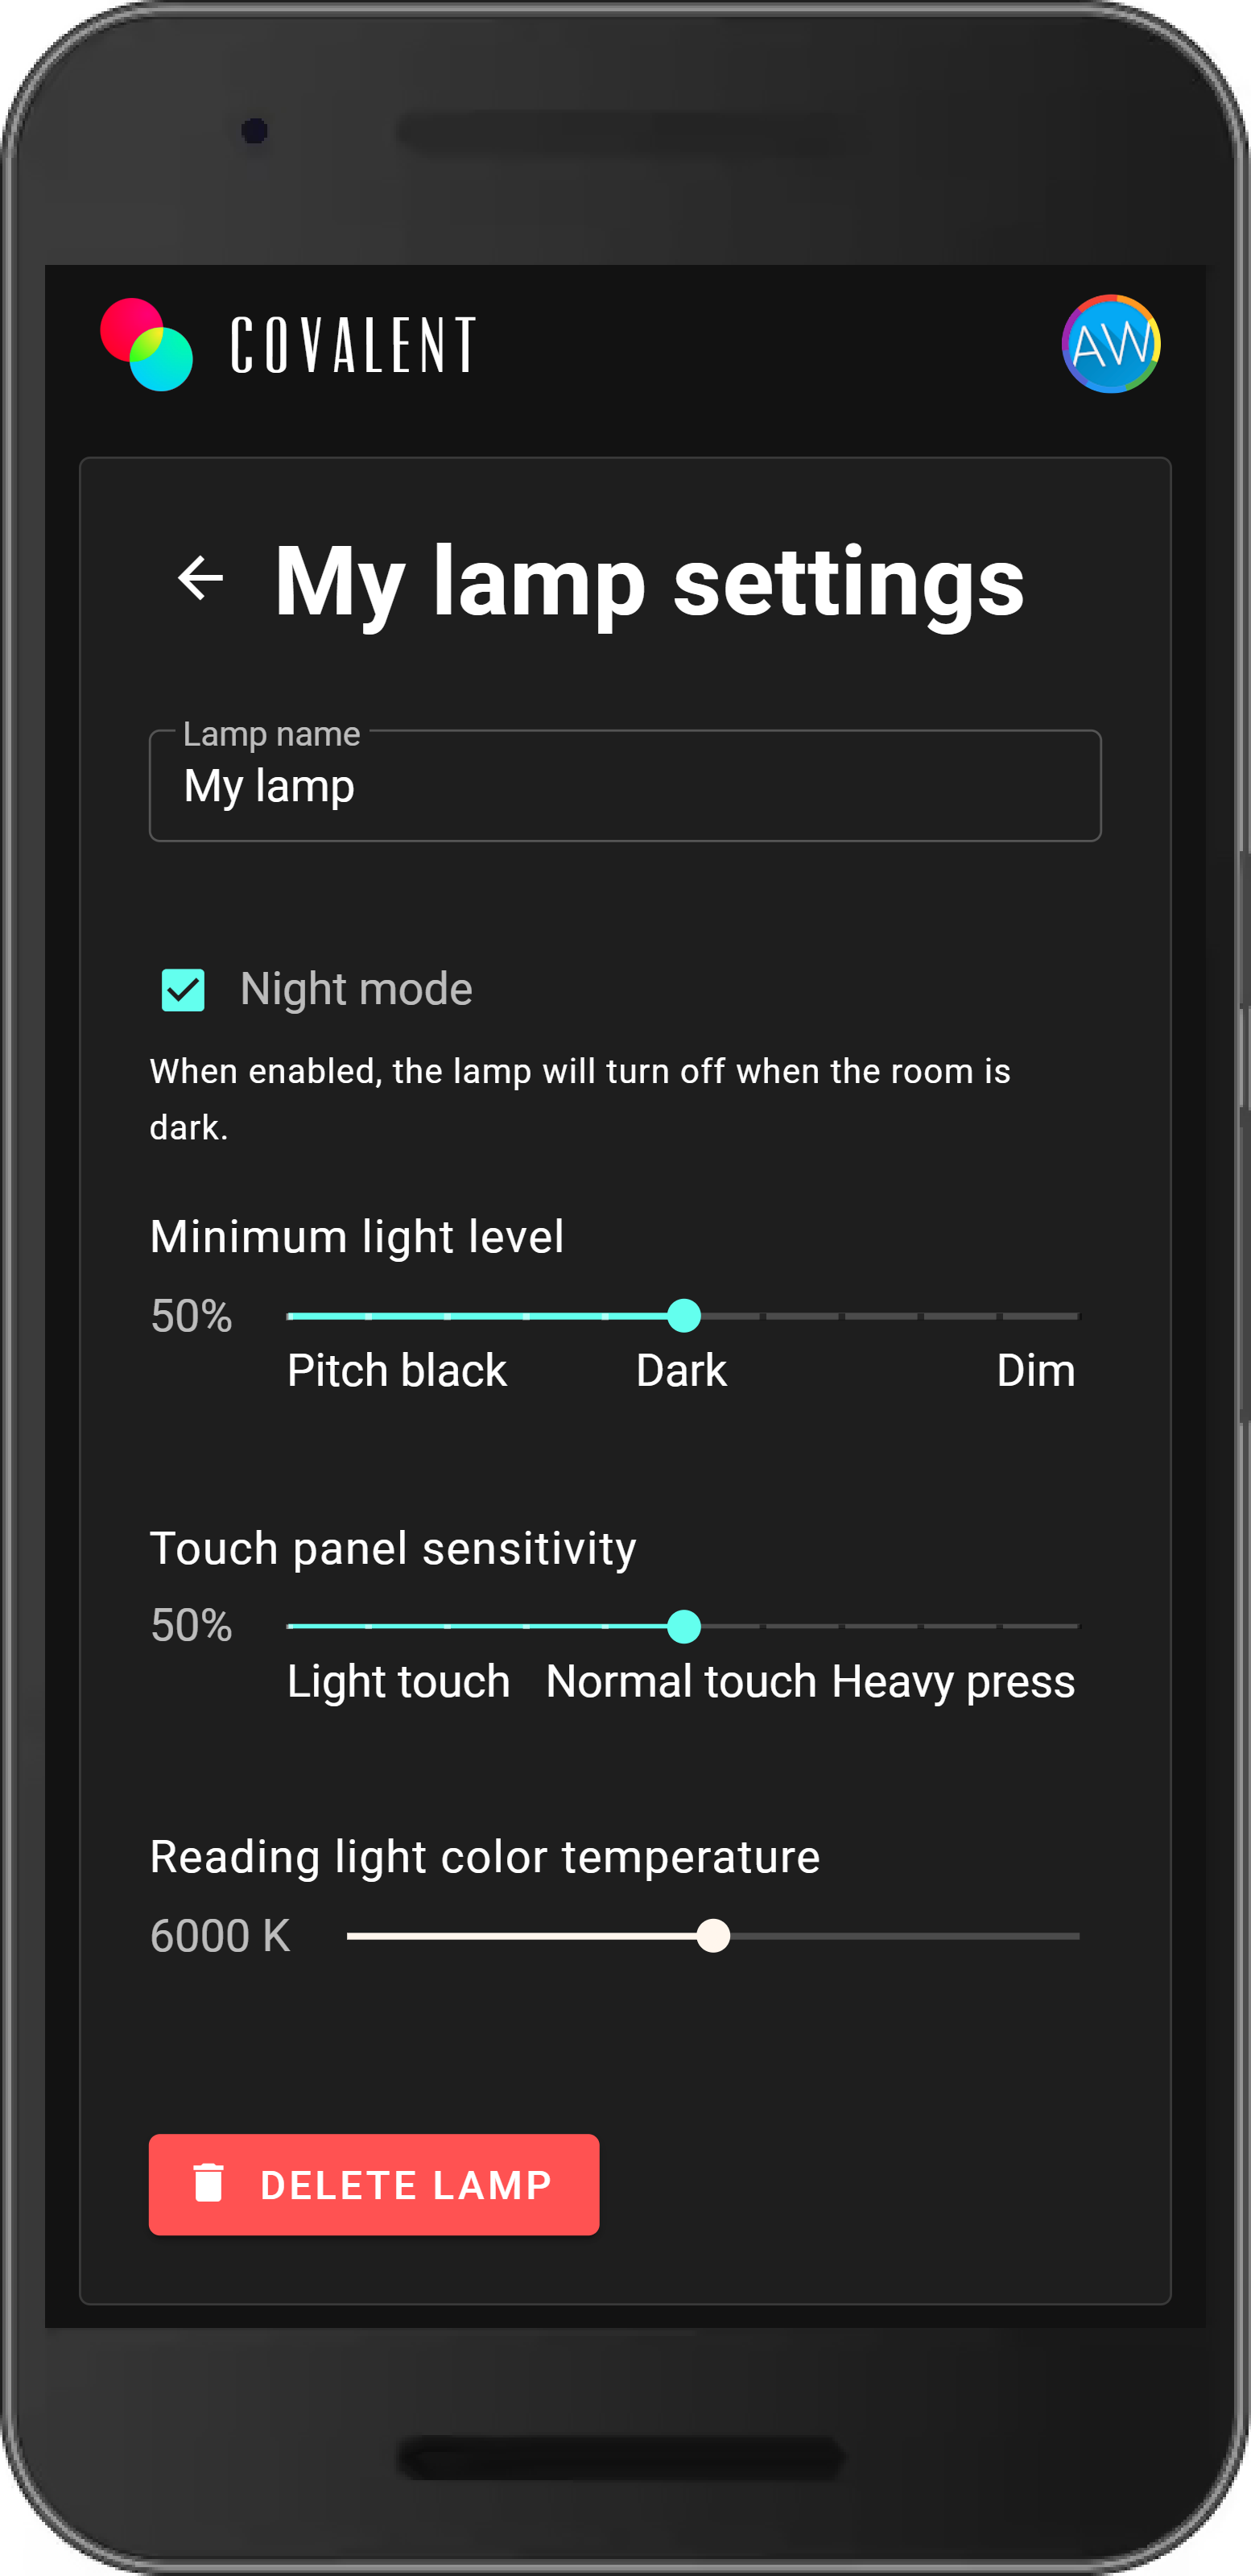 COVALENT
AW
My lamp settings
Lamp name
My lamp
Night mode
When enabled, the lamp will turn off when the room is
dark.
Minimum light level
50%
Pitch black Dark Dim
Touch panel sensitivity
50%
Light touch Normal touch Heavy press
Reading light color temperature
6000 K
DELETE LAMP